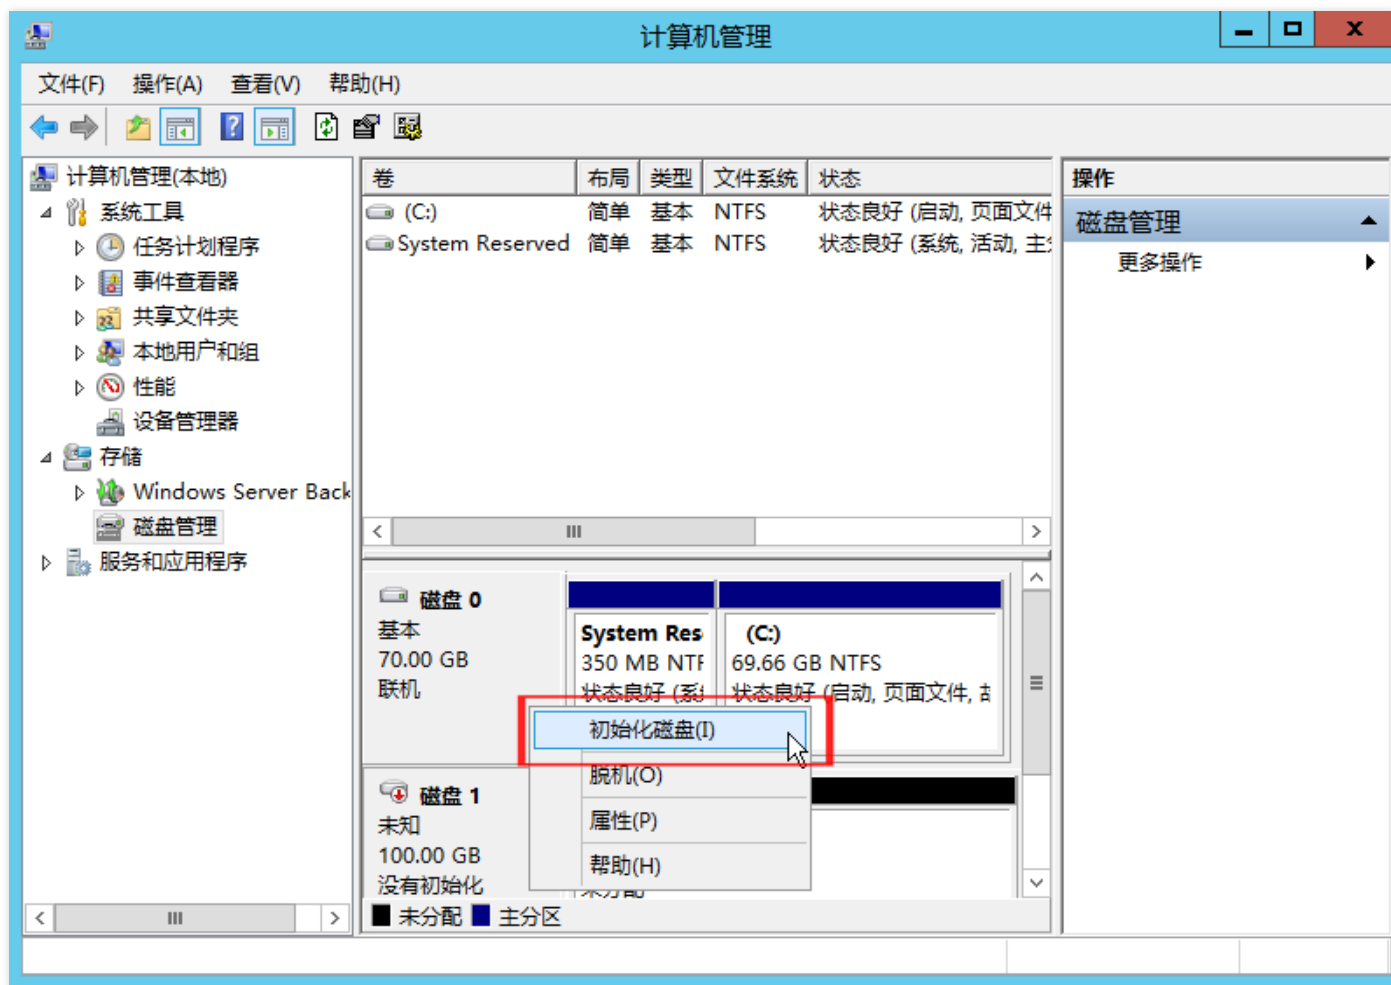 计算机管理
文件(F) 操作(A) 查看(V) 帮助(H)
计算机管理(本地)
系统工具
任务计划程序
事件查看器
共享文件夹
本地用户和组
性能
设备管理器
存储
Windows Server Back
磁盘管理
服务和应用程序
卷 布局 类型 文件系统 状态
(C:) 简单 基本 NTFS 状态良好 (启动, 页面文件
System Reserved 简单 基本 NTFS 状态良好 (系统, 活动, 主
磁盘 0
基本
70.00 GB
联机
System Res
350 MB NTF
状态良好 (系
(C:)
69.66 GB NTFS
状态良好 (启动, 页面文件,
初始化磁盘(I)
脱机(O)
属性(P)
帮助(H)
磁盘 1
未知
100.00 GB
没有初始化
未分配
未分配 主分区
操作
磁盘管理
更多操作